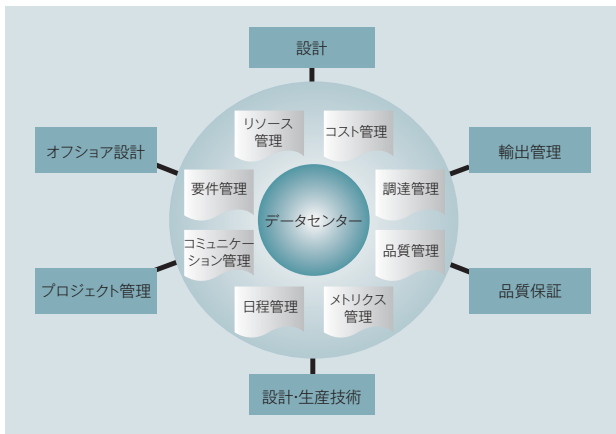 設計
リソース
管理
コスト管理
オフショア設計
輸出管理
要件管理
調達管理
データセンター
コミュニケー
ション管理
品質管理
プロジェクト管理
品質保証
日程管理
メトリクス
管理
設計・生産技術